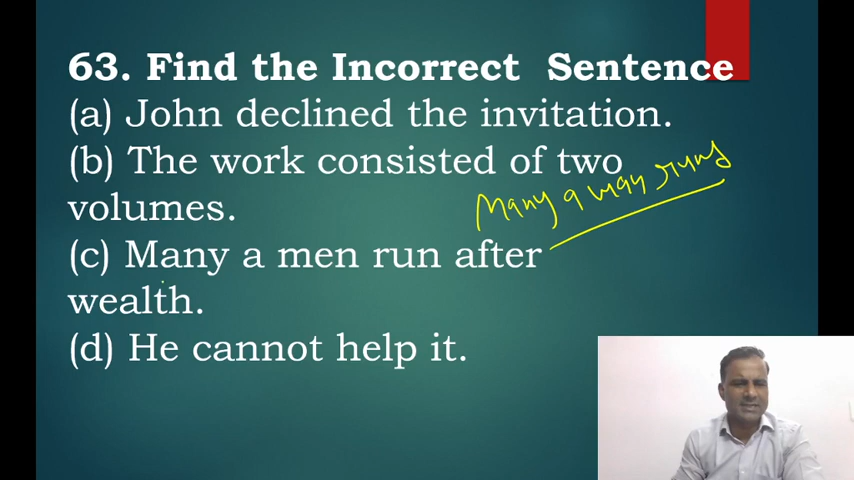 63. Find the Incorrect Sentence
(a) John declined the invitation.
(b) The work consisted of two
volumes.
Many a man runs
(c) Many a men run after
wealth.
(d) He cannot help it.